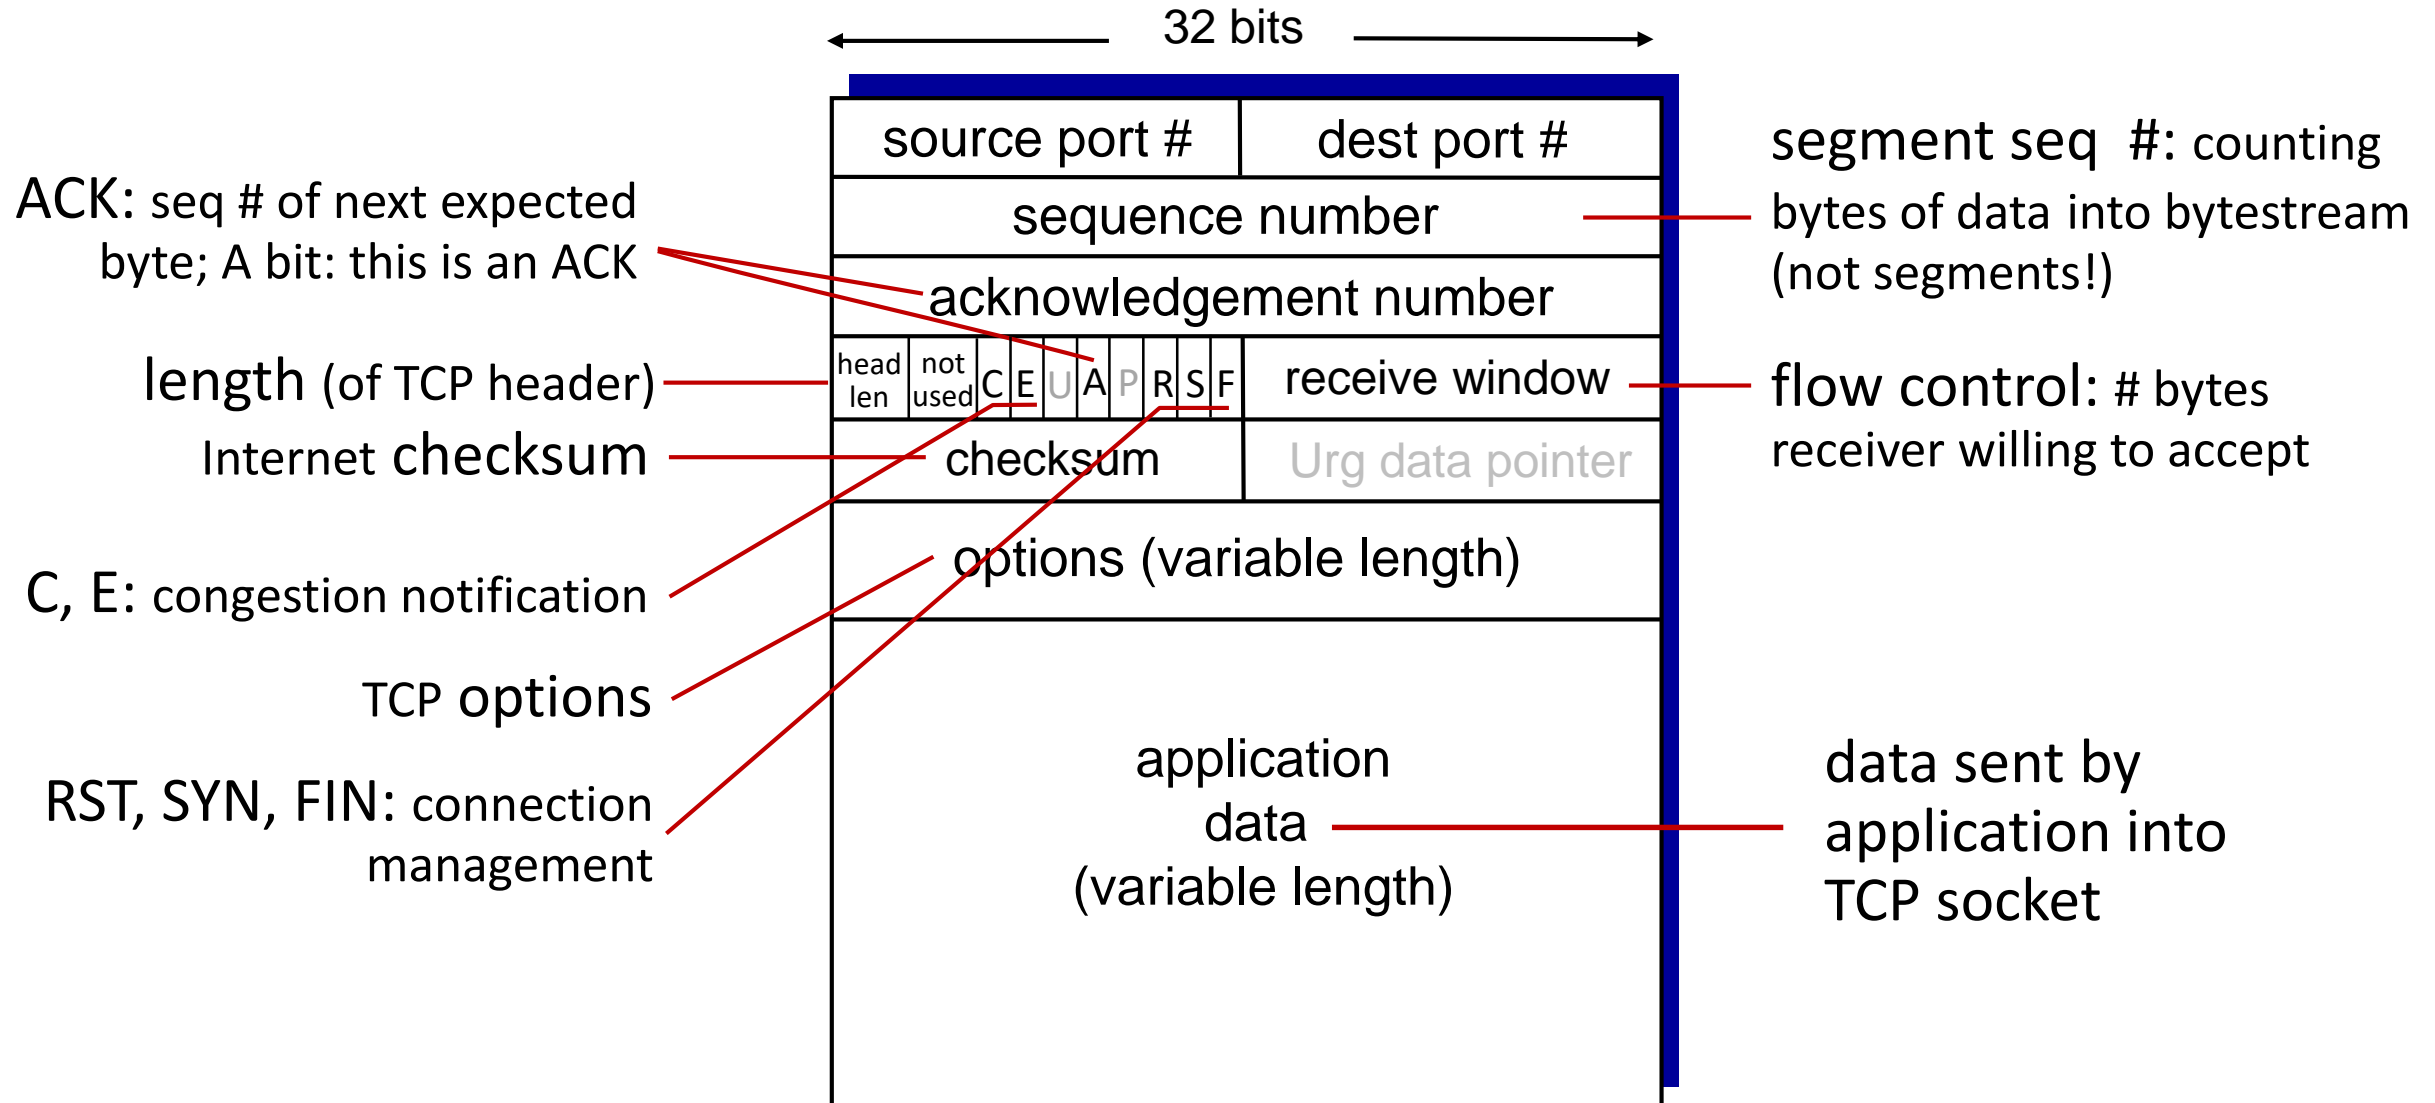 32 bits
source port #
dest port #
sequence number
acknowledgement number
head
len
not
used
C
E
U
A
P
R
S
F
receive window
checksum
Urg data pointer
options (variable length)
application
data
(variable length)
ACK: seq # of next expected
byte; A bit: this is an ACK
length (of TCP header)
Internet checksum
C, E: congestion notification
TCP options
RST, SYN, FIN: connection
management
segment seq #: counting
bytes of data into bytestream
(not segments!)
flow control: # bytes
receiver willing to accept
data sent by
application into
TCP socket